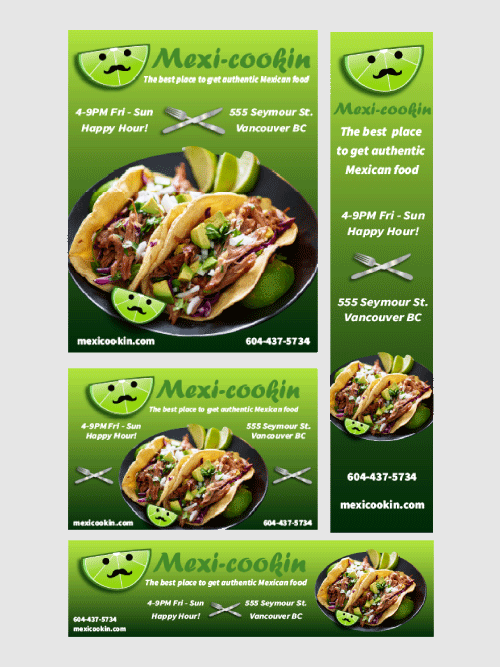 Mexi-cookin
The best place to get authentic Mexican food
4-9PM Fri - Sun
Happy Hour!
555 Seymour St.
Vancouver BC
mexicookin.com
604-437-5734
Mexi-cookin
The best place
to get authentic
Mexican food
4-9PM Fri - Sun
Happy Hour!
555 Seymour St.
Vancouver BC
604-437-5734
mexicookin.com
Mexi-cookin
The best place to get authentic Mexican food
4-9PM Fri - Sun
Happy Hour!
555 Seymour St.
Vancouver BC
mexicookin.com
604-437-5734
Mexi-cookin
The best place to get authentic Mexican food
4-9PM Fri - Sun
Happy Hour!
555 Seymour St.
Vancouver BC
604-437-5734
mexicookin.com